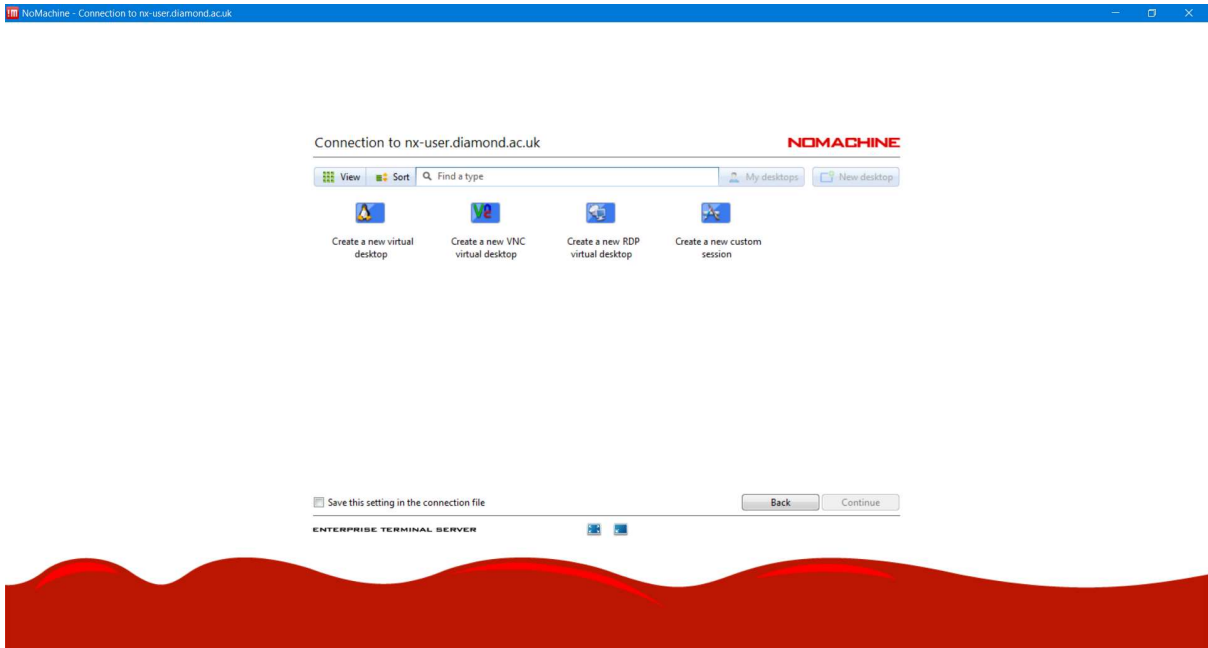 NoMachine - Connection to nx-user.diamond.ac.uk
Connection to nx-user.diamond.ac.uk
NOMACHINE
View
Sort
Find a type
My desktops
New desktop
Create a new virtual
desktop
Create a new VNC
virtual desktop
Create a new RDP
virtual desktop
Create a new custom
session
Save this setting in the connection file
Back
Continue
ENTERPRISE TERMINAL SERVER